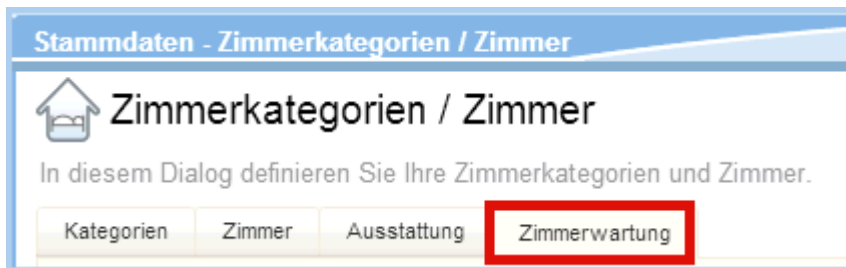 Stammdaten - Zimmerkategorien / Zimmer
Zimmerkategorien / Zimmer
In diesem Dialog definieren Sie Ihre Zimmerkategorien und Zimmer.
Kategorien Zimmer Ausstattung Zimmerwartung